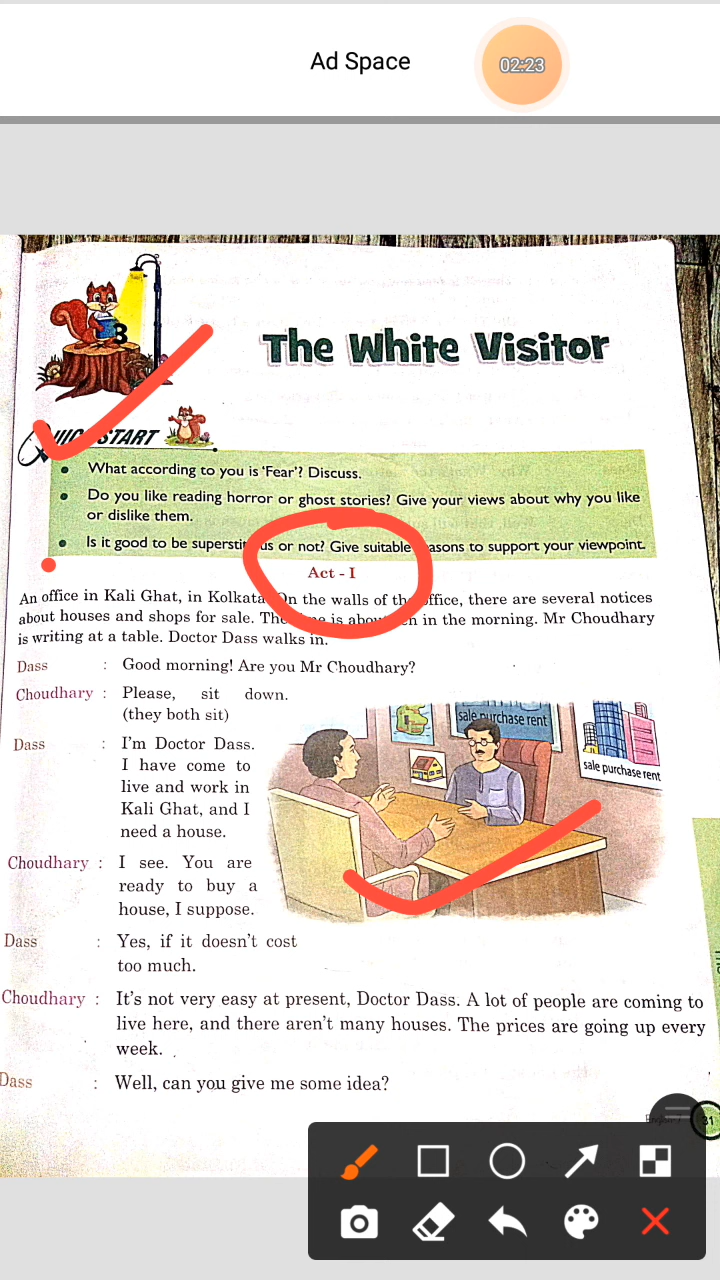 Ad Space
02:23
The White Visitor
START
What according to you is 'Fear'? Discuss.
Do you like reading horror or ghost stories? Give your views about why you like
or dislike them.
Is it good to be or not? Give suitable to support your viewpoint.
Act - I
An office in Kali Ghat, in Kolkata. On the walls of the office, there are several notices
about houses and shops for sale. The is in the morning. Mr Choudhary
is writing at a table. Doctor Dass walks in.
Dass : Good morning! Are you Mr Choudhary?
Choudhary : Please, sit down.
(they both sit)
Dass : I'm Doctor Dass.
I have come to
live and work in
Kali Ghat, and I
need a house.
sale purchase rent
sale purchase rent
Choudhary : I see. You are
ready to buy a
house, I suppose.
Dass : Yes, if it doesn't cost
too much.
Choudhary : It's not very easy at present, Doctor Dass. A lot of people are coming to
live here, and there aren't many houses. The prices are going up every
week.
Dass : Well, can you give me some idea?
31